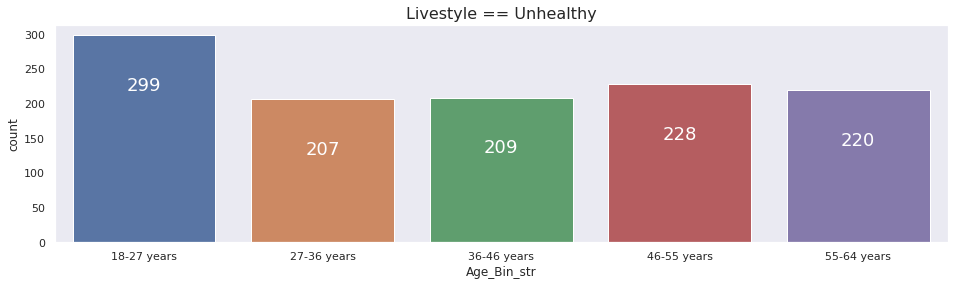 Livestyle == Unhealthy
300
250
200
150
100
50
0
count
299
207
209
228
220
18-27 years
27-36 years
36-46 years
46-55 years
55-64 years
Age_Bin_str